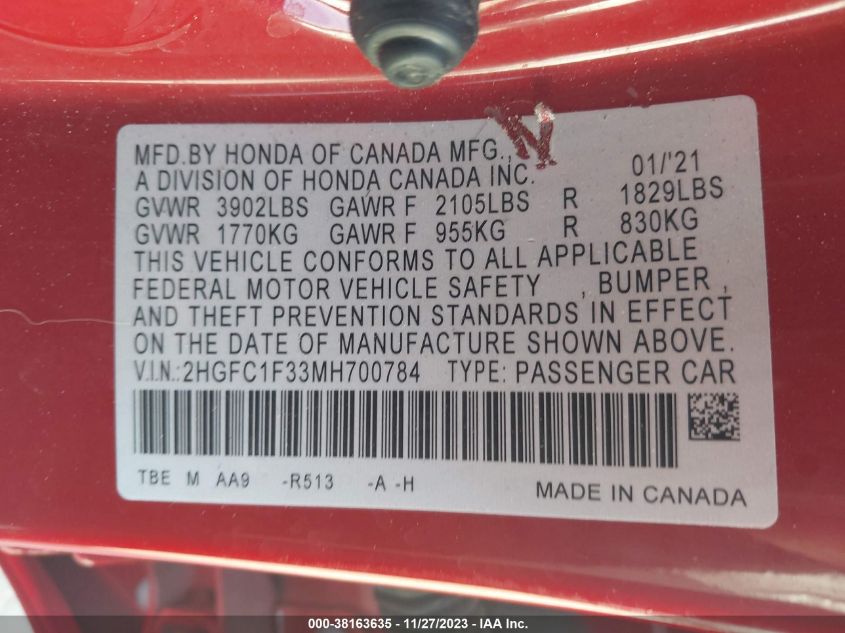 MFD.BY HONDA OF CANADA MFG., N 01/'21
A DIVISION OF HONDA CANADA INC.
GVWR 3902LBS GAWR F 2105LBS R 1829LBS
GVWR 1770KG GAWR F 955KG R 830KG
THIS VEHICLE CONFORMS TO ALL APPLICABLE
FEDERAL MOTOR VEHICLE SAFETY , BUMPER ,
AND THEFT PREVENTION STANDARDS IN EFFECT
ON THE DATE OF MANUFACTURE SHOWN ABOVE.
V.I.N.:2HGFC1F33MH700784 TYPE: PASSENGER CAR
TBE M AA9 -R513 -A -H
MADE IN CANADA
000-38163635 - 11/27/2023 - IAA Inc.